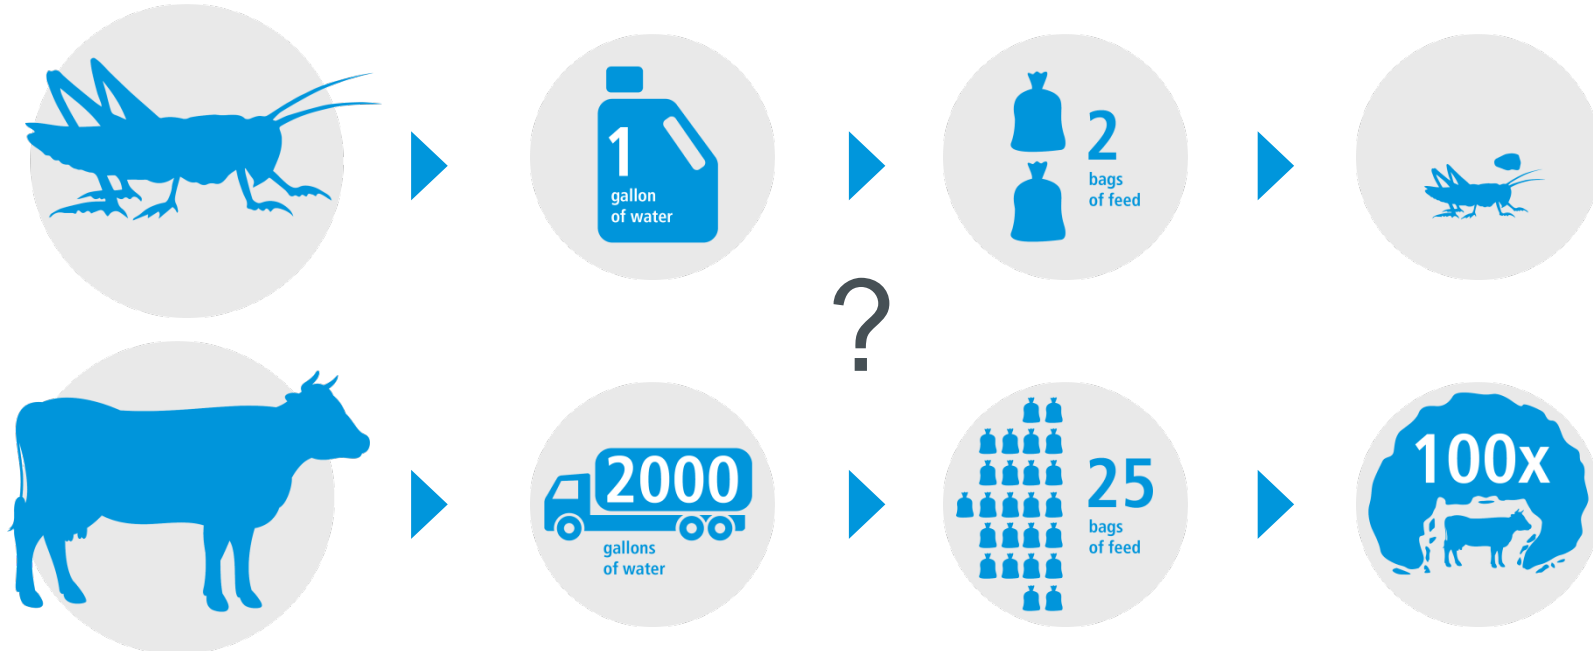 1
gallon
of water
2
bags
of feed
?
2000
gallons
of water
25
bags
of feed
100x